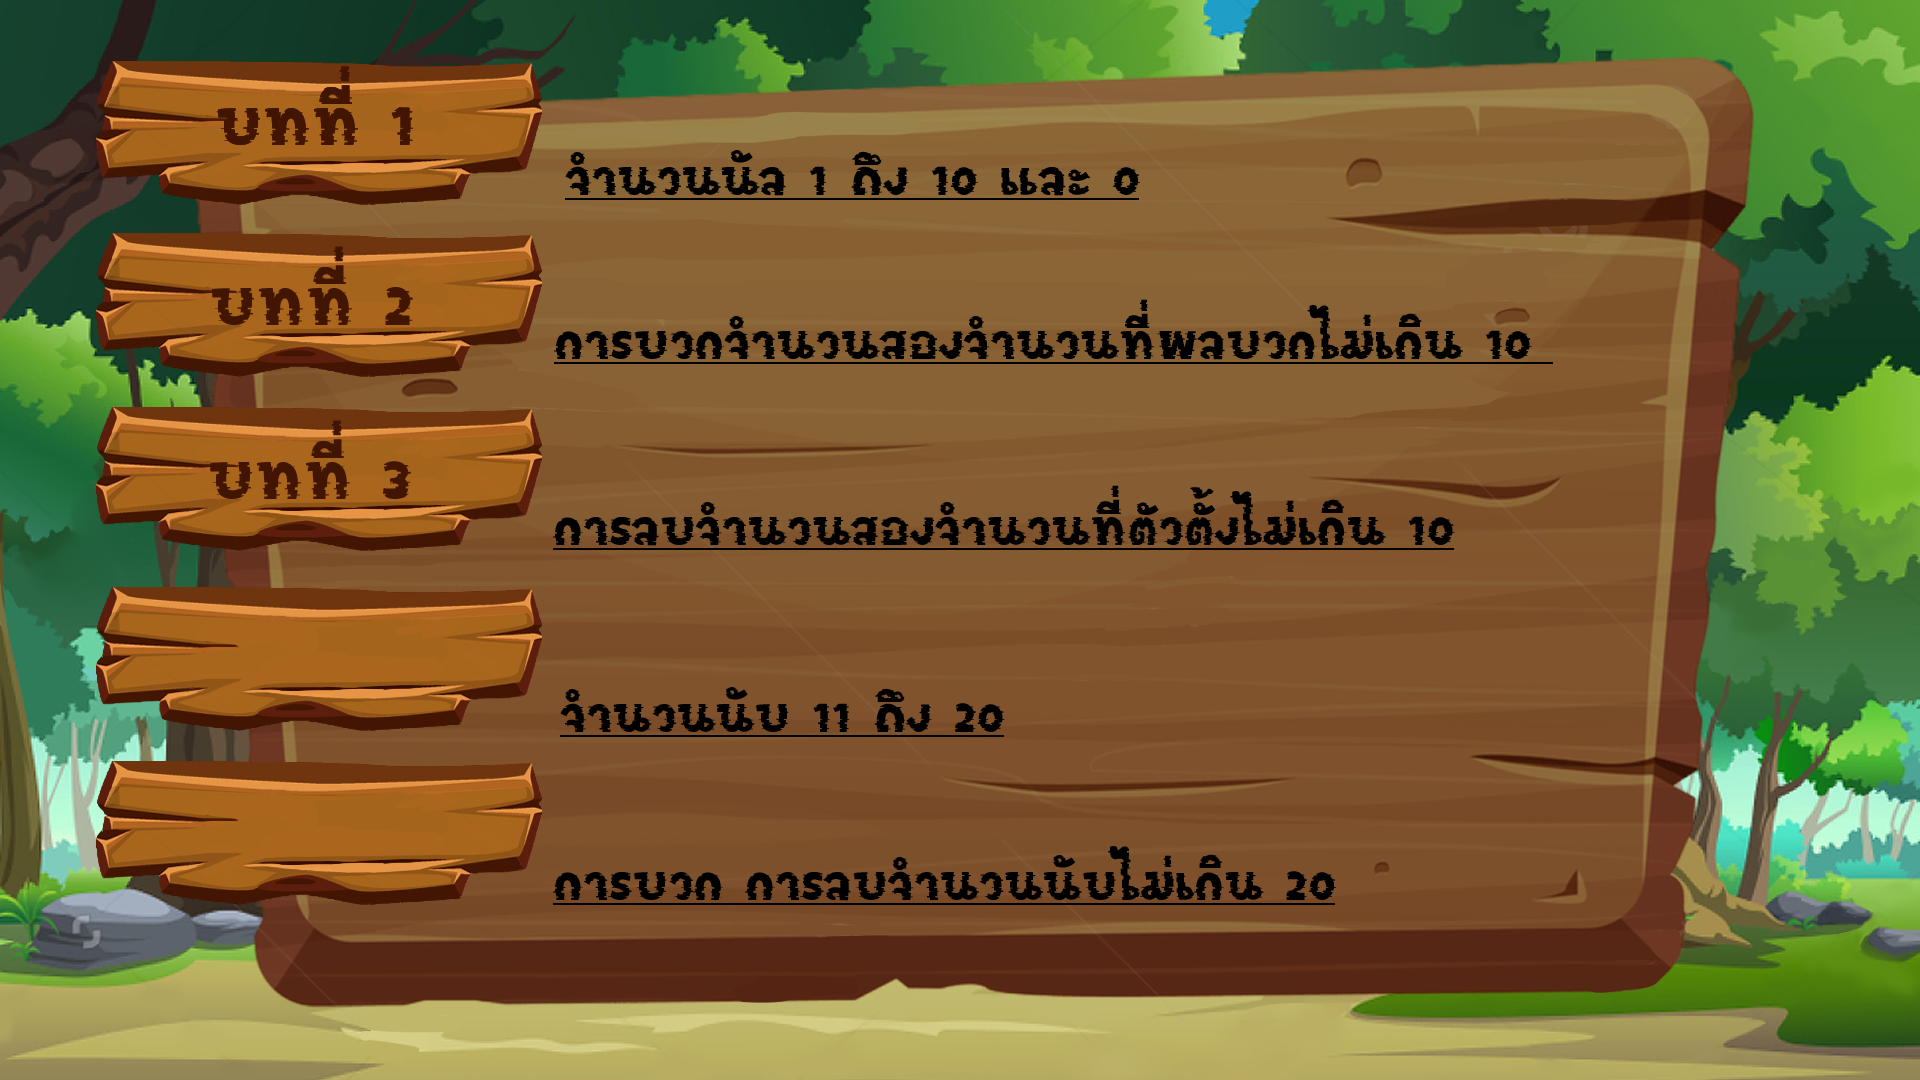 บทที่ 1
จำนวนนัล 1 ถึง 10 และ 0
บทที่ 2
การบวกจำนวนสองจำนวนที่ผลบวกไม่เกิน 10
บทที่ 3
การลบจำนวนสองจำนวนที่ตัวตั้งไม่เกิน 10
จำนวนนับ 11 ถึง 20
การบวก การลบจำนวนนับไม่เกิน 20